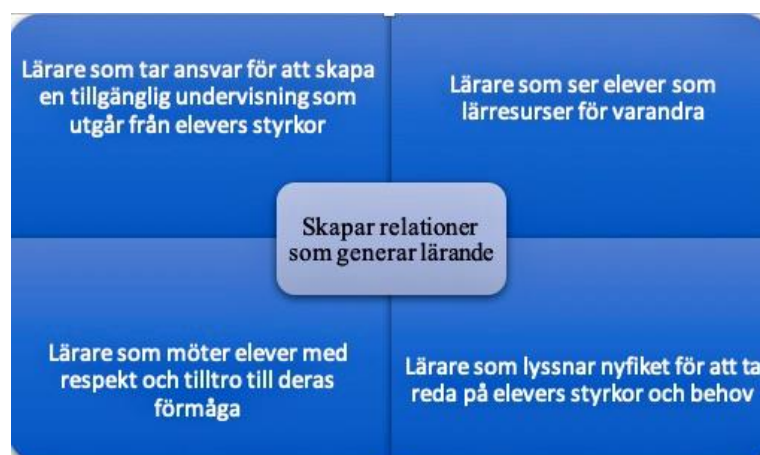 Lärare som tar ansvar för att skapa
en tillgänglig undervisning som
utgår från elevers styrkor
Lärare som ser elever som
lärresurser för varandra
Skapar relationer
som generar lärande
Lärare som möter elever med
respekt och tilltro till deras
förmåga
Lärare som lyssnar nyfiket för att ta
reda på elevers styrkor och behov